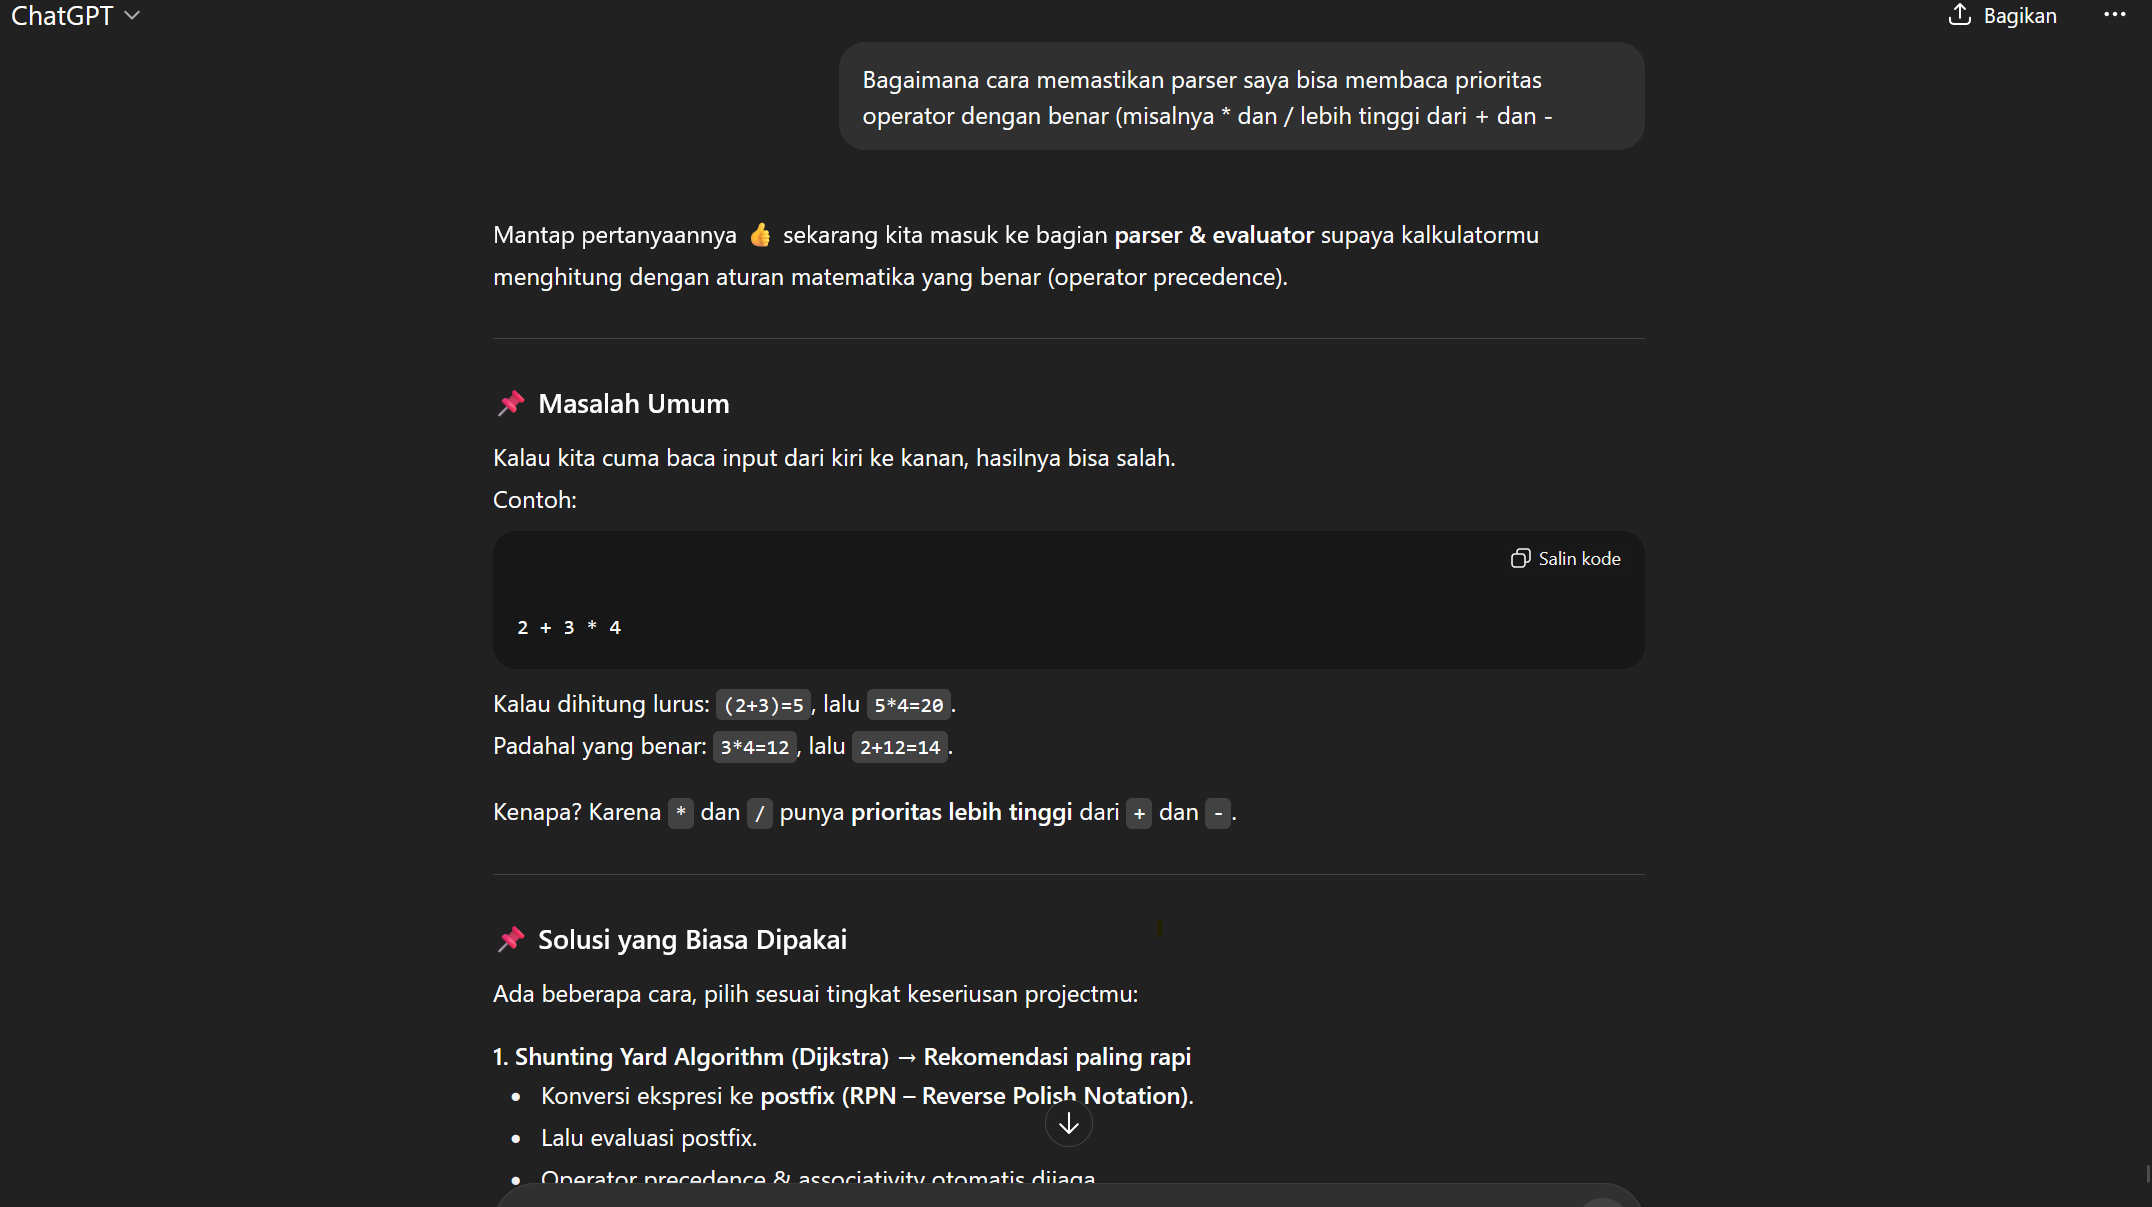 ChatGPT
Bagikan
Bagaimana cara memastikan parser saya bisa membaca prioritas
operator dengan benar (misalnya * dan / lebih tinggi dari + dan -
Mantap pertanyaannya 👍 sekarang kita masuk ke bagian parser & evaluator supaya kalkulatormu
menghitung dengan aturan matematika yang benar (operator precedence).
📌 Masalah Umum
Kalau kita cuma baca input dari kiri ke kanan, hasilnya bisa salah.
Contoh:
Salin kode
2 + 3 * 4
Kalau dihitung lurus: (2+3)=5, lalu 5*4=20.
Padahal yang benar: 3*4=12, lalu 2+12=14.
Kenapa? Karena * dan / punya prioritas lebih tinggi dari + dan -.
📌 Solusi yang Biasa Dipakai
Ada beberapa cara, pilih sesuai tingkat keseriusan projectmu:
1. Shunting Yard Algorithm (Dijkstra) → Rekomendasi paling rapi
• Konversi ekspresi ke postfix (RPN – Reverse Polish Notation).
• Lalu evaluasi postfix.
• Operator precedence & associativity otomatis dijaga